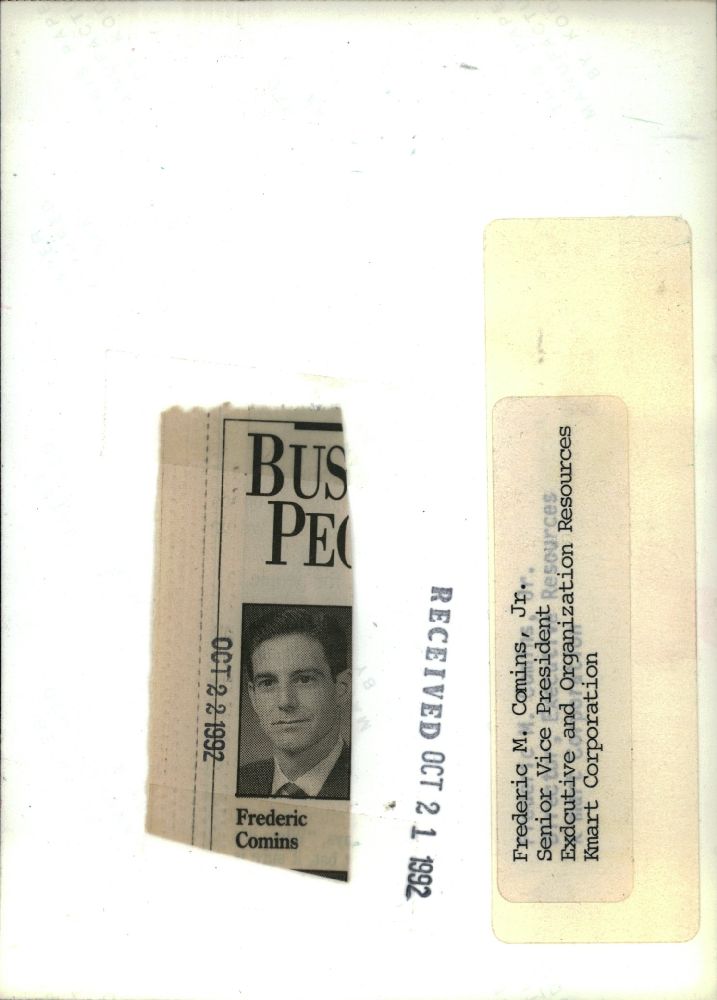 BUS
PEO
OCT 22 1992
Frederic
Comins
RECEIVED OCT 21 1992
Frederic M. Comins, Jr.
Senior Vice President
Exdcutive and Organization Resources
Kmart Corporation